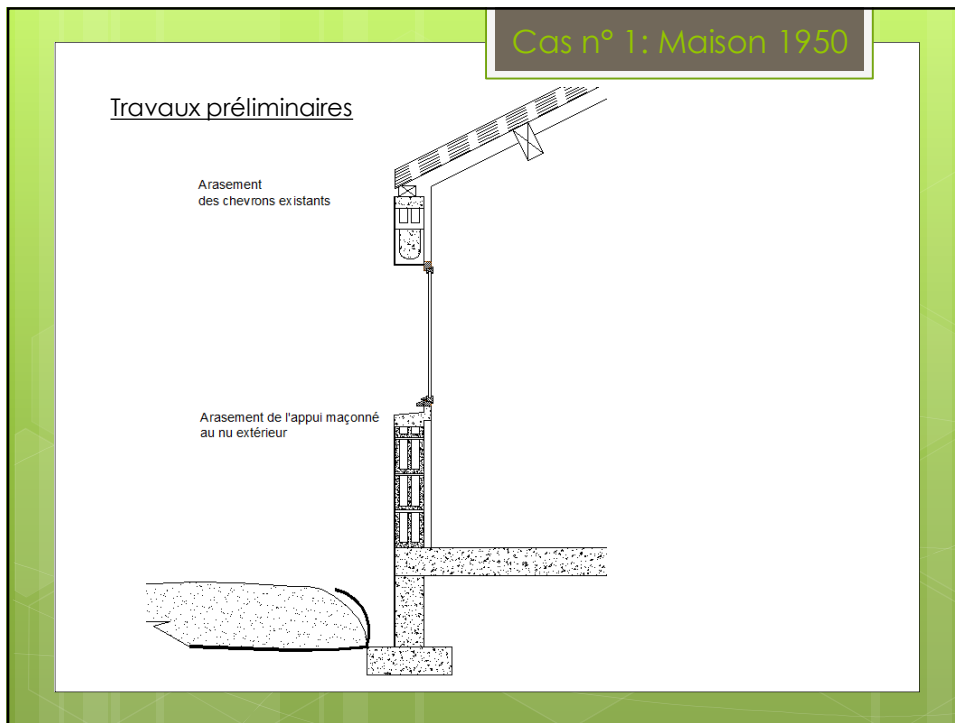 Cas n° 1: Maison 1950
Travaux préliminaires
Arasement
des chevrons existants
Arasement de l'appui maçonné
au nu extérieur